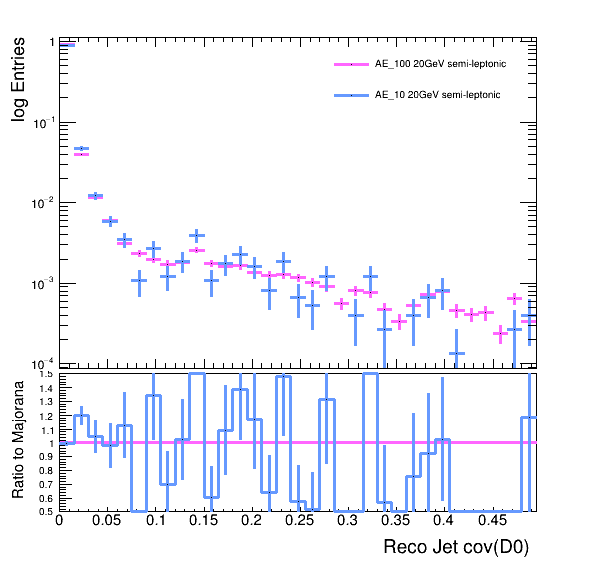 log Entries
1
10−1
10−2
10−3
10−4
AE_100 20GeV semi-leptonic
AE_10 20GeV semi-leptonic
Ratio to Majorana
1.5
1.4
1.3
1.2
1.1
1
0.9
0.8
0.7
0.6
0.5
0 0.05 0.1 0.15 0.2 0.25 0.3 0.35 0.4 0.45
Reco Jet cov(D0)